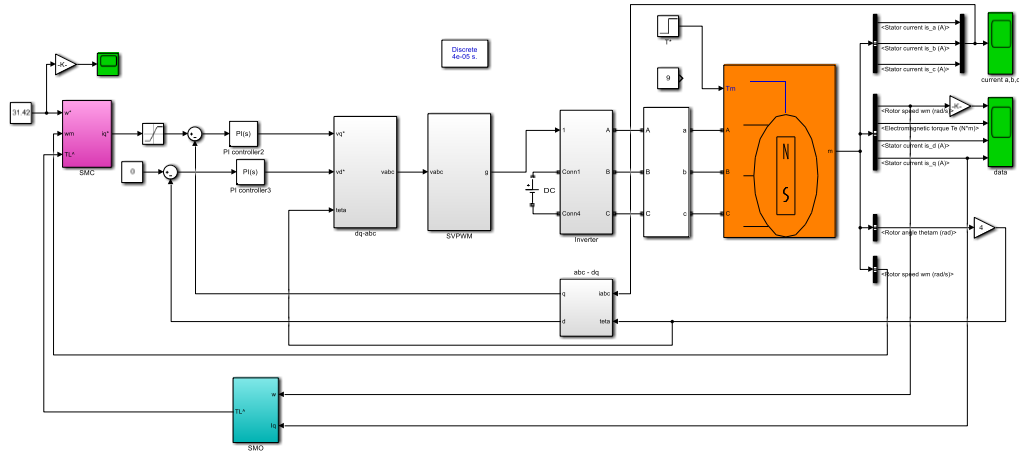 Discrete
4e-05 s.
-K-
31.42
w*
wm
TL^
iq*
SMC
0
PI(s)
PI controller2
PI(s)
PI controller3
vq*
vd*
teta
vabc
dq-abc
vabc
g
SVPWM
DC
1
Conn1
Conn4
A
B
C
Inverter
A
B
C
a
b
c
T*
9
Tm
A
B
C
N
S
m
<Stator current is_a (A)>
<Stator current is_b (A)>
<Stator current is_c (A)>
current a,b,c
<Rotor speed wm (rad/s)>
-K-
<Electromagnetic torque Te (N*m)>
<Stator current is_d (A)>
<Stator current is_q (A)>
data
<Rotor angle thetam (rad)>
4
<Rotor speed wm (rad/s)>
abc - dq
q
d
iabc
teta
TL^
w
Iq
SMO